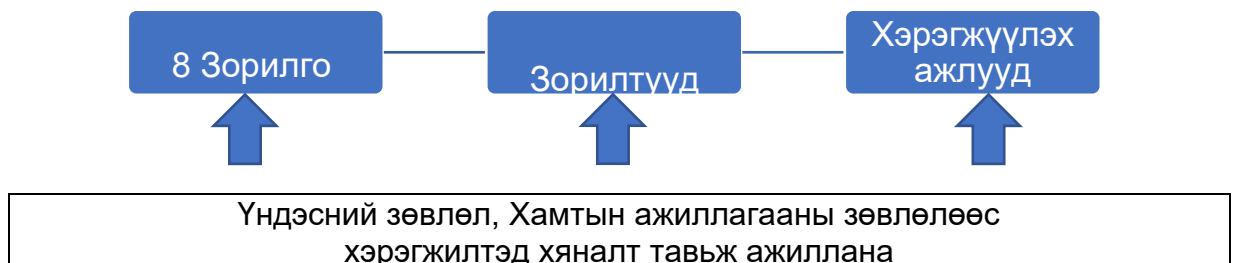 8 Зорилго
Зорилтууд
Хэрэгжүүлэх
ажлууд
Үндэсний зөвлөл, Хамтын ажиллагааны зөвлөлөөс
хэрэгжилтэд хяналт тавьж ажиллана